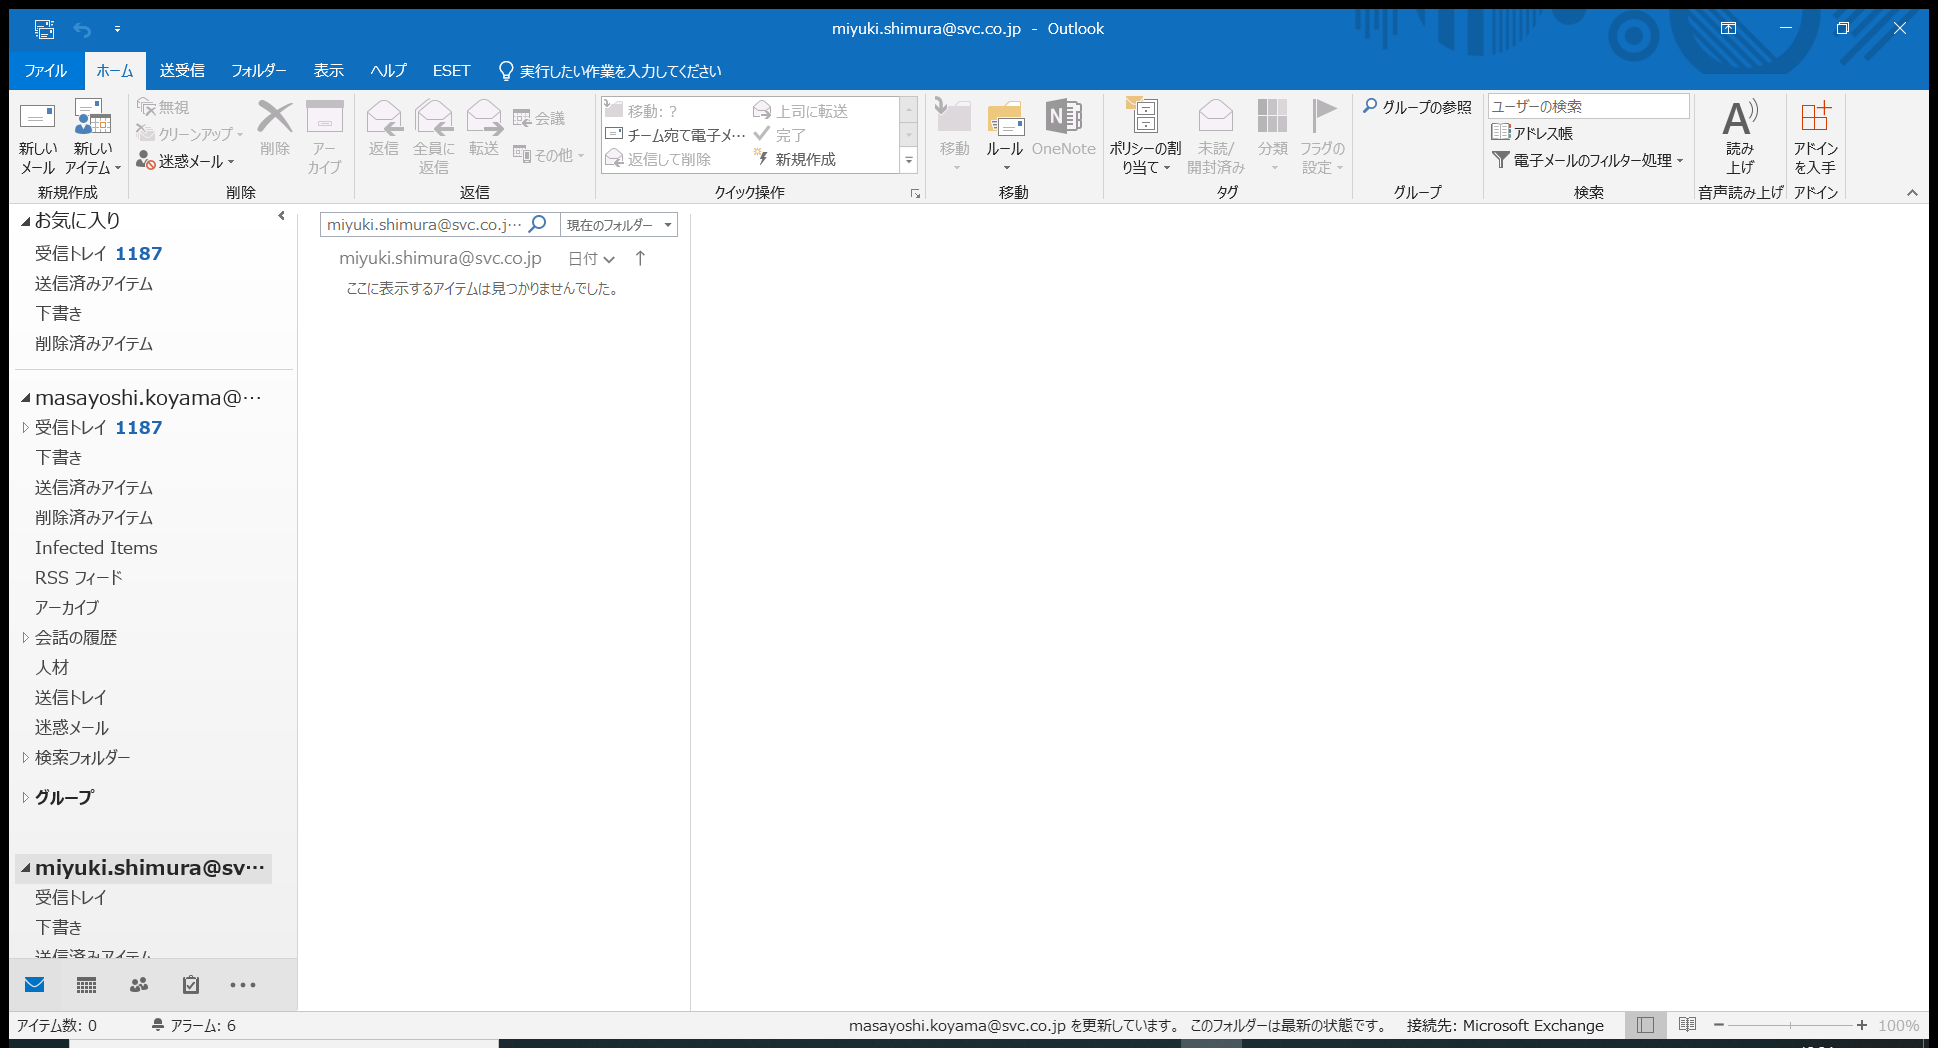 miyuki.shimura@svc.co.jp - Outlook
ファイル ホーム 送受信 フォルダー 表示 ヘルプ ESET 実行したい作業を入力してください
新しい
メール
新しい
アイテム
新規作成
無視
クリーンアップ
迷惑メール
削除
アー
カイブ
削除
返信
全員に
返信
転送
会議
その他
返信
移動: ?
チーム宛て電子メ…
返信して削除
上司に転送
完了
新規作成
クイック操作
移動
ルール
OneNote
移動
ポリシーの割
り当て
未読/
開封済み
分類
フラグの
設定
タグ
グループの参照
グループ
ユーザーの検索
アドレス帳
電子メールのフィルター処理
検索
読み
上げ
音声読み上げ
アドイン
を入手
アドイン
お気に入り
受信トレイ 1187
送信済みアイテム
下書き
削除済みアイテム
masayoshi.koyama@…
受信トレイ 1187
下書き
送信済みアイテム
削除済みアイテム
Infected Items
RSS フィード
アーカイブ
会話の履歴
人材
送信トレイ
迷惑メール
検索フォルダー
グループ
miyuki.shimura@sv…
受信トレイ
下書き
送信済みアイテム
miyuki.shimura@svc.co.j… 現在のフォルダー
miyuki.shimura@svc.co.jp 日付
ここに表示するアイテムは見つかりませんでした。
アイテム数: 0 アラーム: 6 masayoshi.koyama@svc.co.jp を更新しています。 このフォルダーは最新の状態です。 接続先: Microsoft Exchange 100%